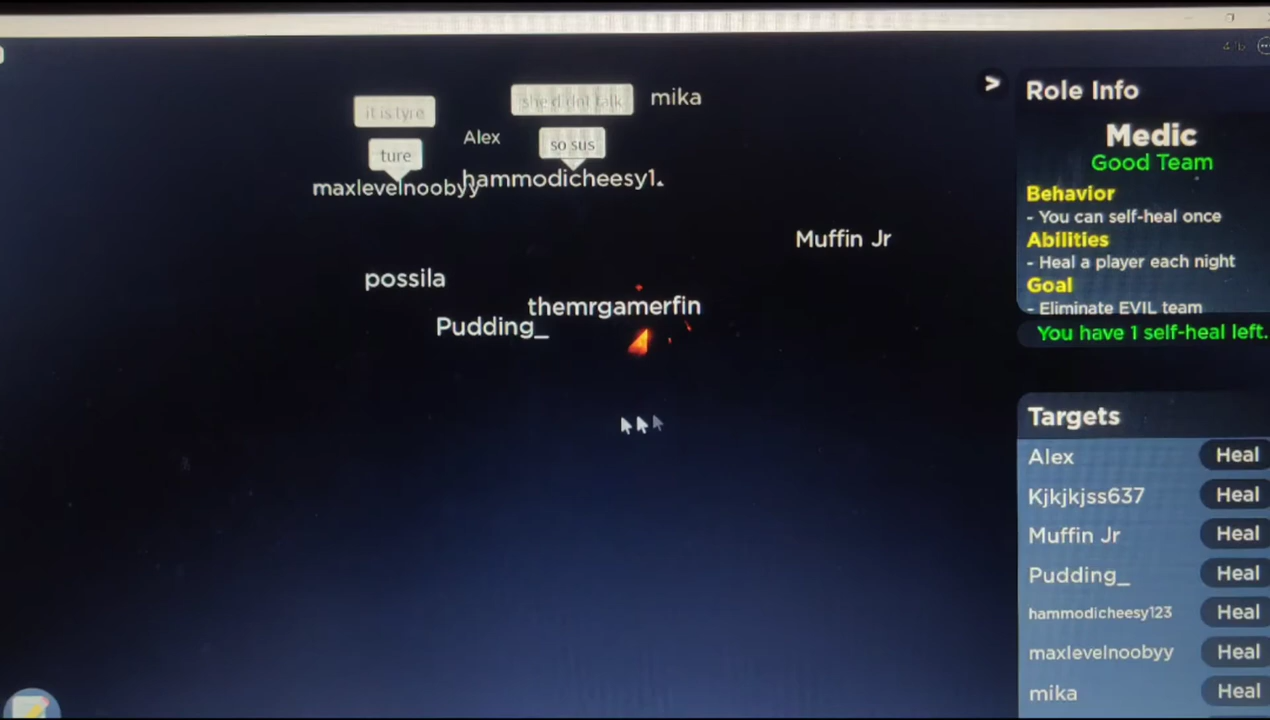 it is tyre
she didnt talk
mika
Alex
ture
so sus
maxlevelnoobyy
hammodicheesy1.
Muffin Jr
possila
themrgamerfin
Pudding_
>
Role Info
Medic
Good Team
Behavior
- You can self-heal once
Abilities
- Heal a player each night
Goal
- Eliminate EVIL team
You have 1 self-heal left.
Targets
Alex Heal
Kjkjkjss637 Heal
Muffin Jr Heal
Pudding_ Heal
hammodicheesy123 Heal
maxlevelnoobyy Heal
mika Heal